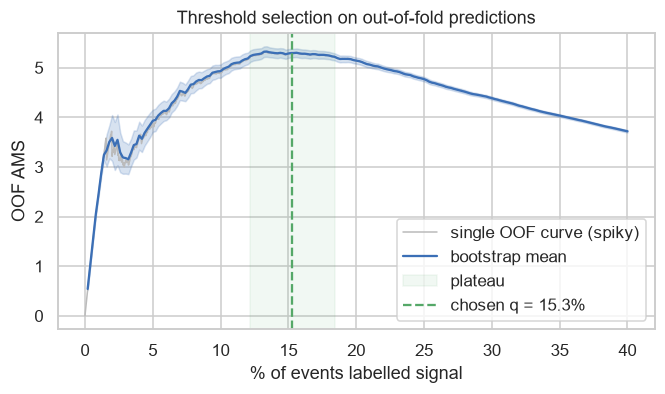 Threshold selection on out-of-fold predictions
OOF AMS
5
4
3
2
1
0
single OOF curve (spiky)
bootstrap mean
plateau
chosen q = 15.3%
0 5 10 15 20 25 30 35 40
% of events labelled signal